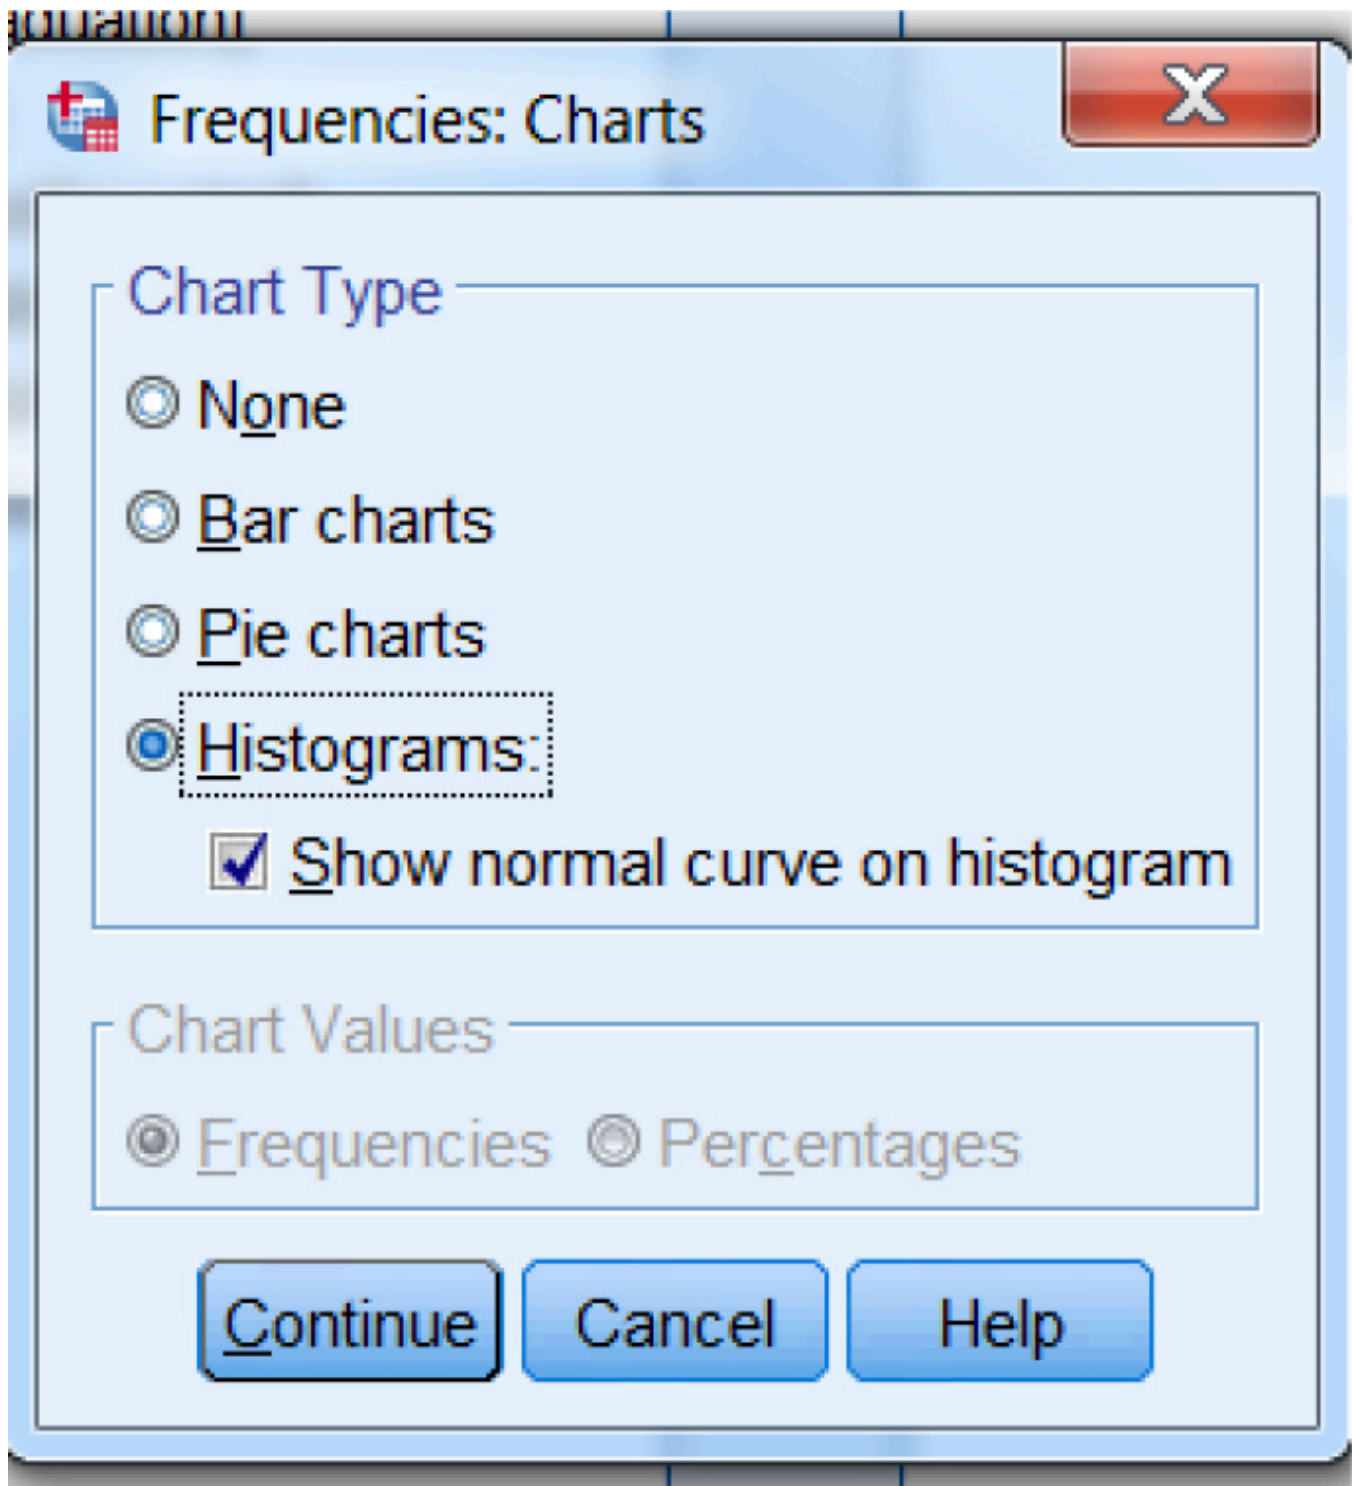 Frequencies: Charts
Chart Type
None
Bar charts
Pie charts
Histograms:
Show normal curve on histogram
Chart Values
Frequencies Percentages
Continue Cancel Help